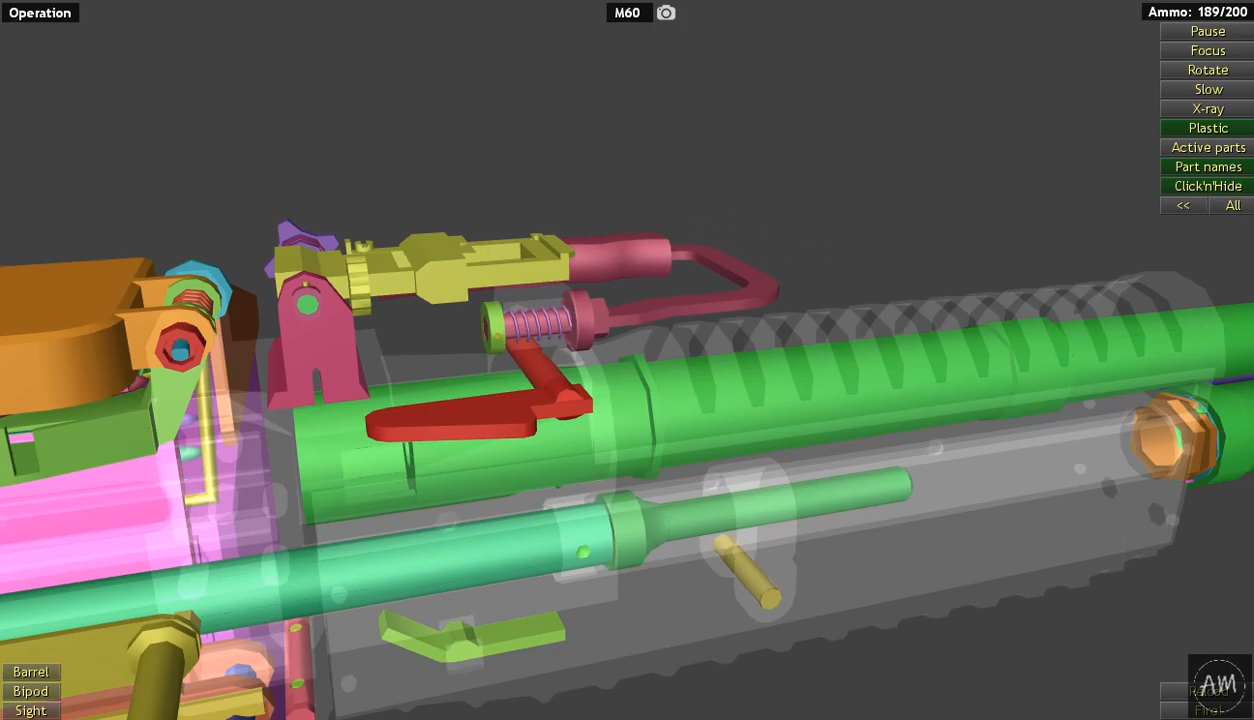 Operation
M60
Ammo: 189/200
Pause
Focus
Rotate
Slow
X-ray
Plastic
Active parts
Part names
Click'n'Hide
<< All
Barrel
Bipod
Sight
AM